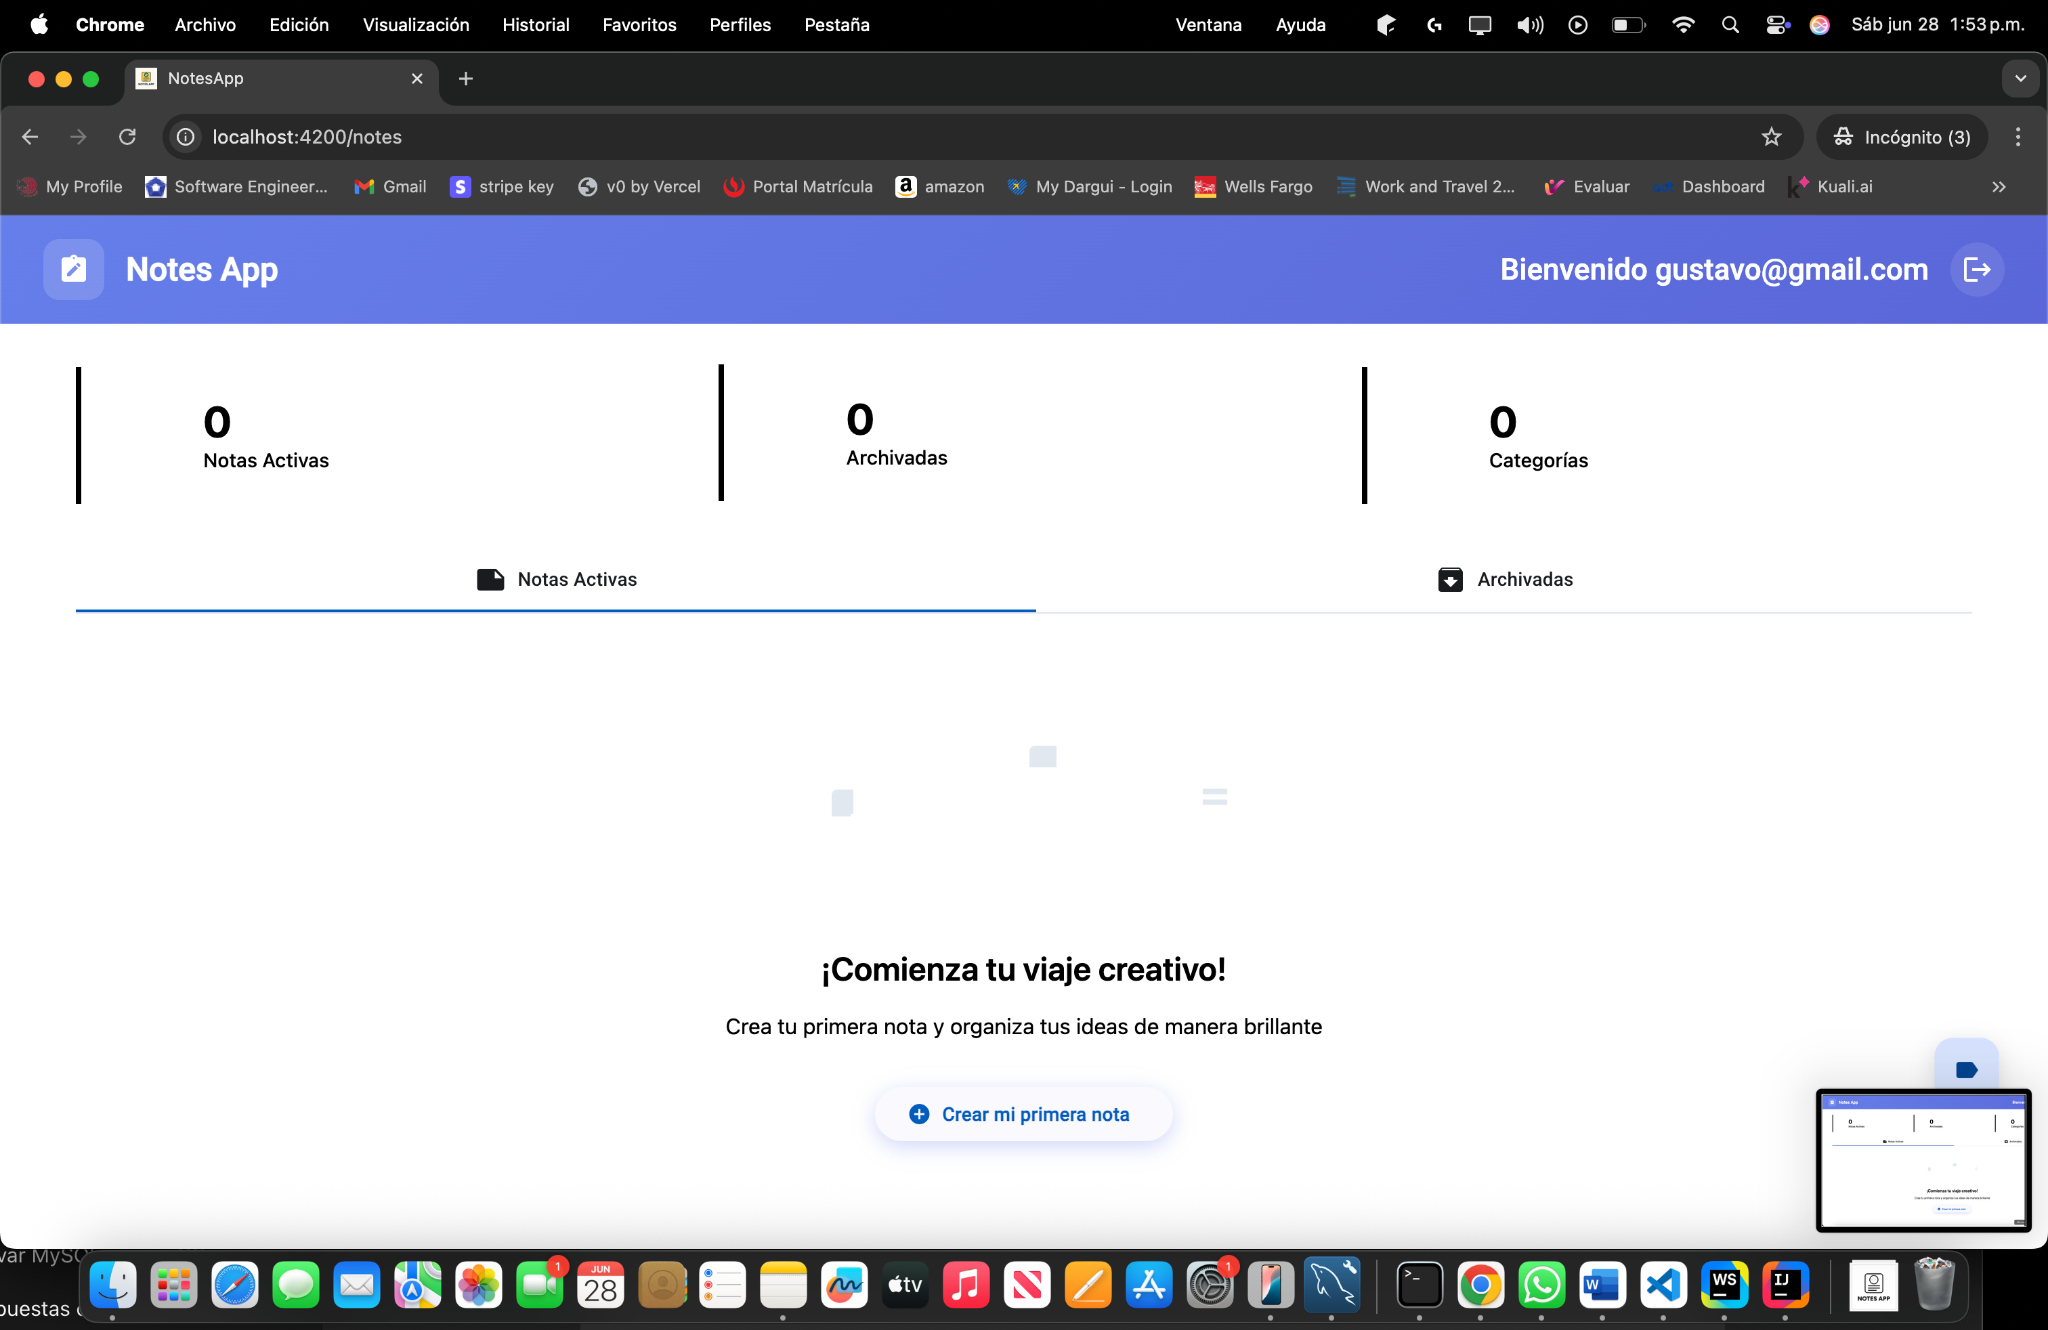 Chrome Archivo Edición Visualización Historial Favoritos Perfiles Pestaña Ventana Ayuda Sáb jun 28 1:53 p.m.
NotesApp
localhost:4200/notes Incógnito (3)
My Profile Software Engineer... Gmail stripe key v0 by Vercel Portal Matrícula amazon My Dargui - Login Wells Fargo Work and Travel 2... Evaluar Dashboard Kuali.ai
Notes App Bienvenido gustavo@gmail.com
0 0 0
Notas Activas Archivadas Categorías
Notas Activas Archivadas
¡Comienza tu viaje creativo!
Crea tu primera nota y organiza tus ideas de manera brillante
Crear mi primera nota
var MySQ
puestas
1 JUN 28 tv 1 W WS IJ NOTES APP